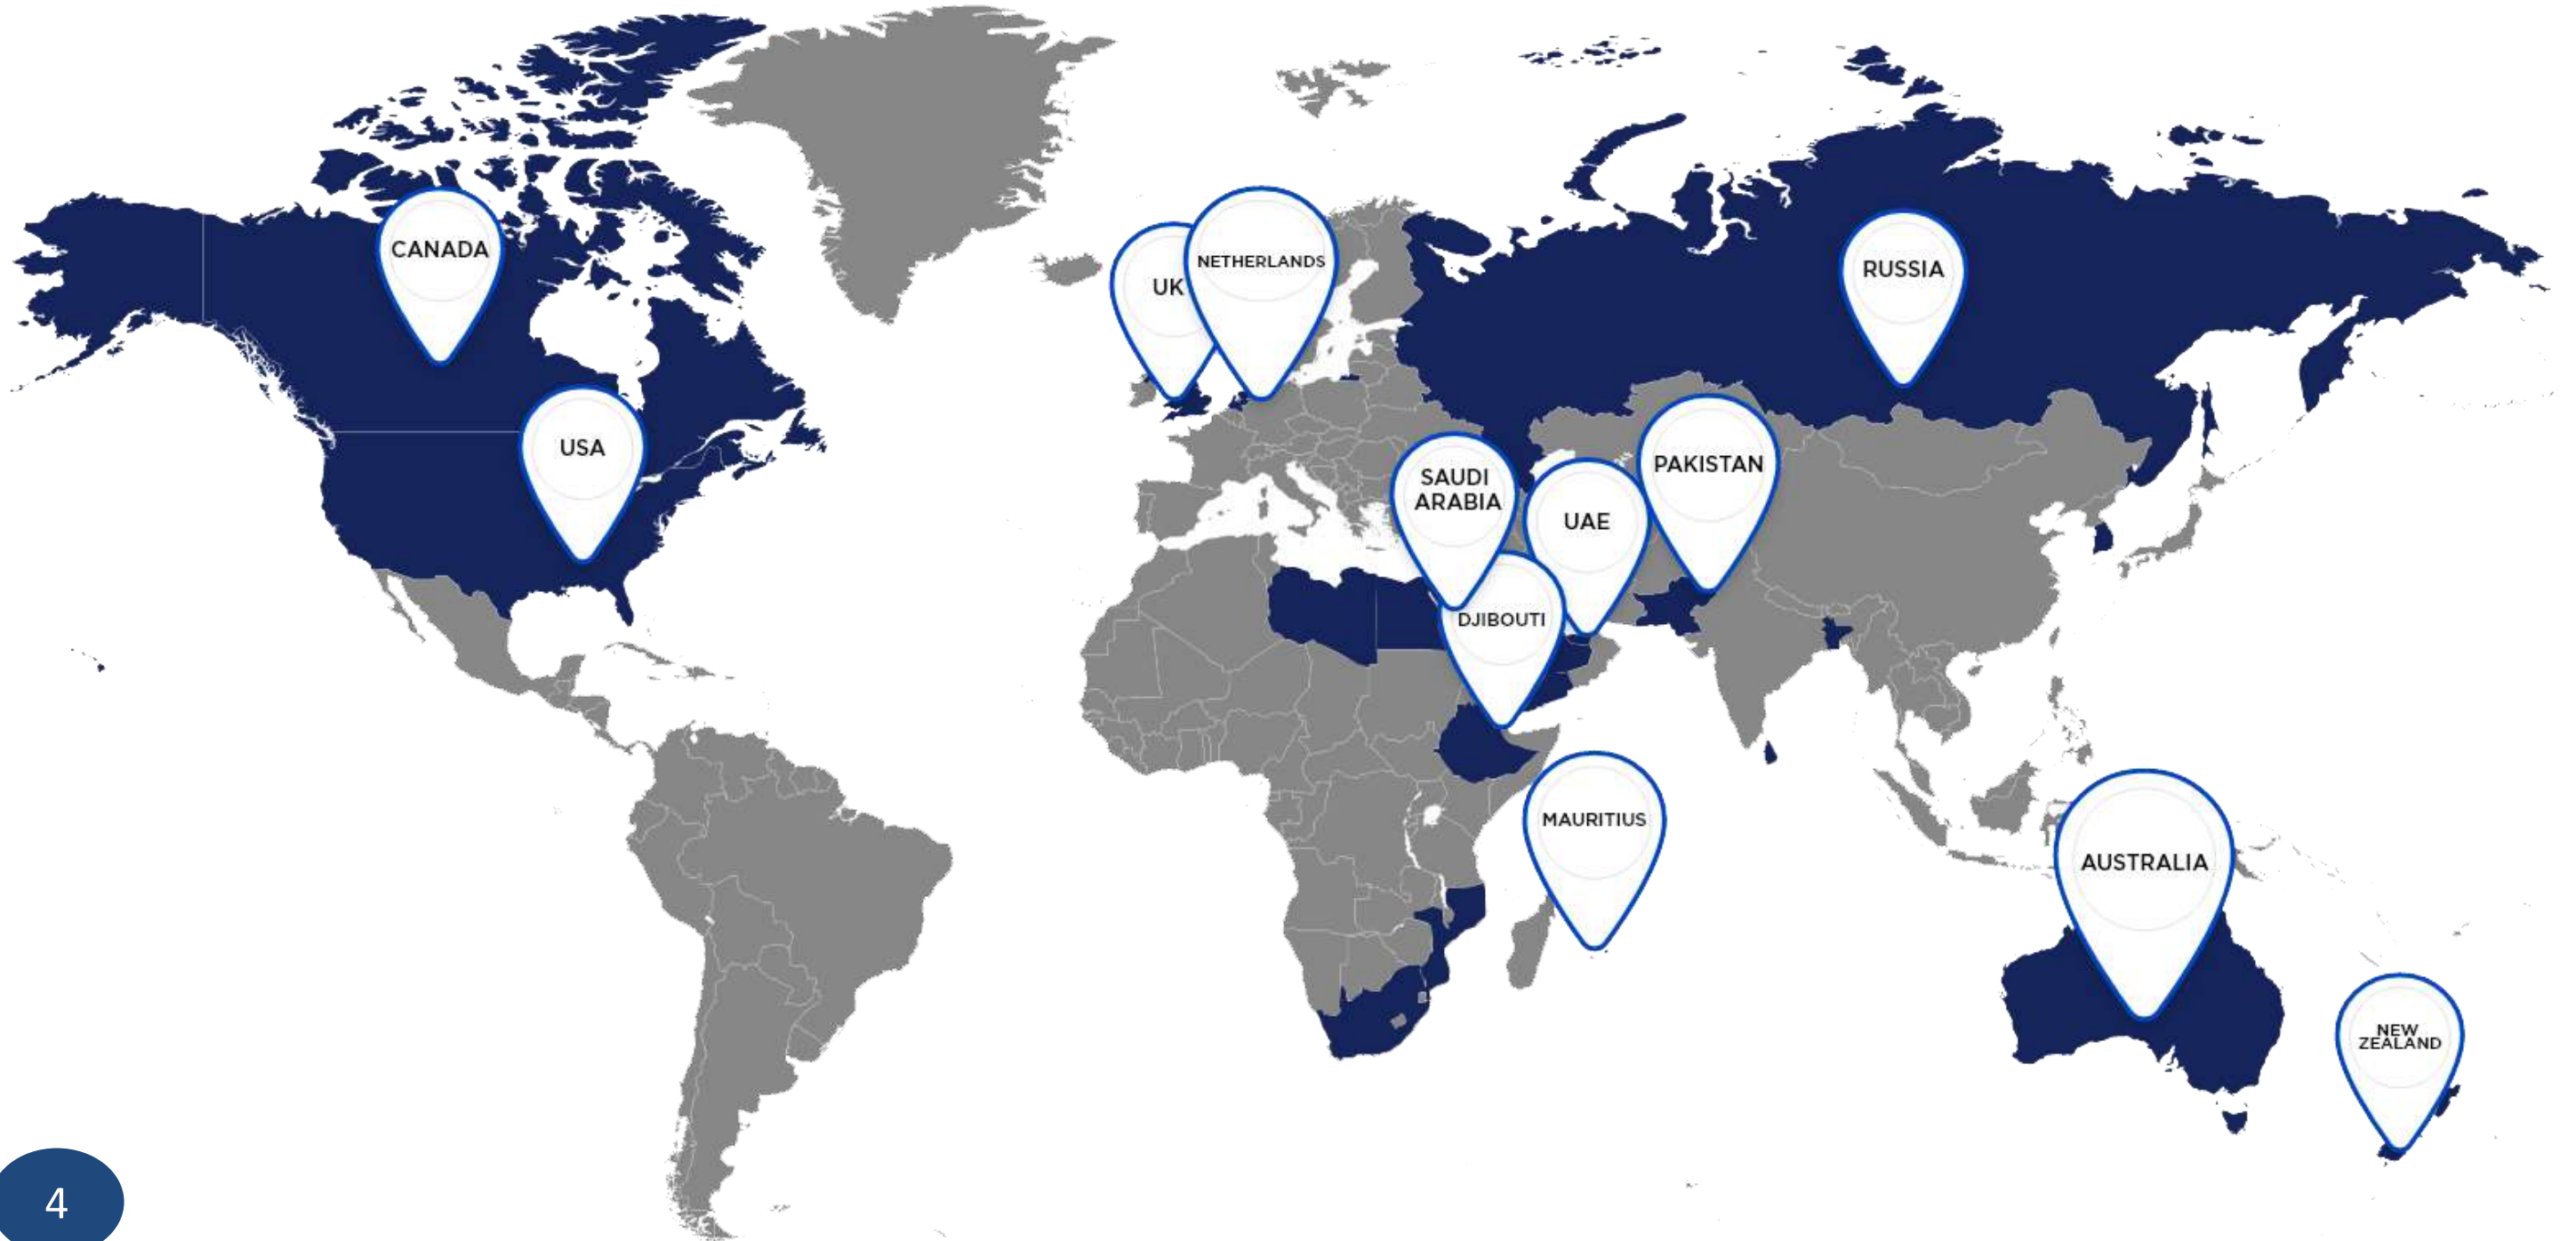 CANADA
UK
NETHERLANDS
RUSSIA
USA
SAUDI
ARABIA
UAE
PAKISTAN
DJIBOUTI
MAURITIUS
AUSTRALIA
NEW
ZEALAND
4